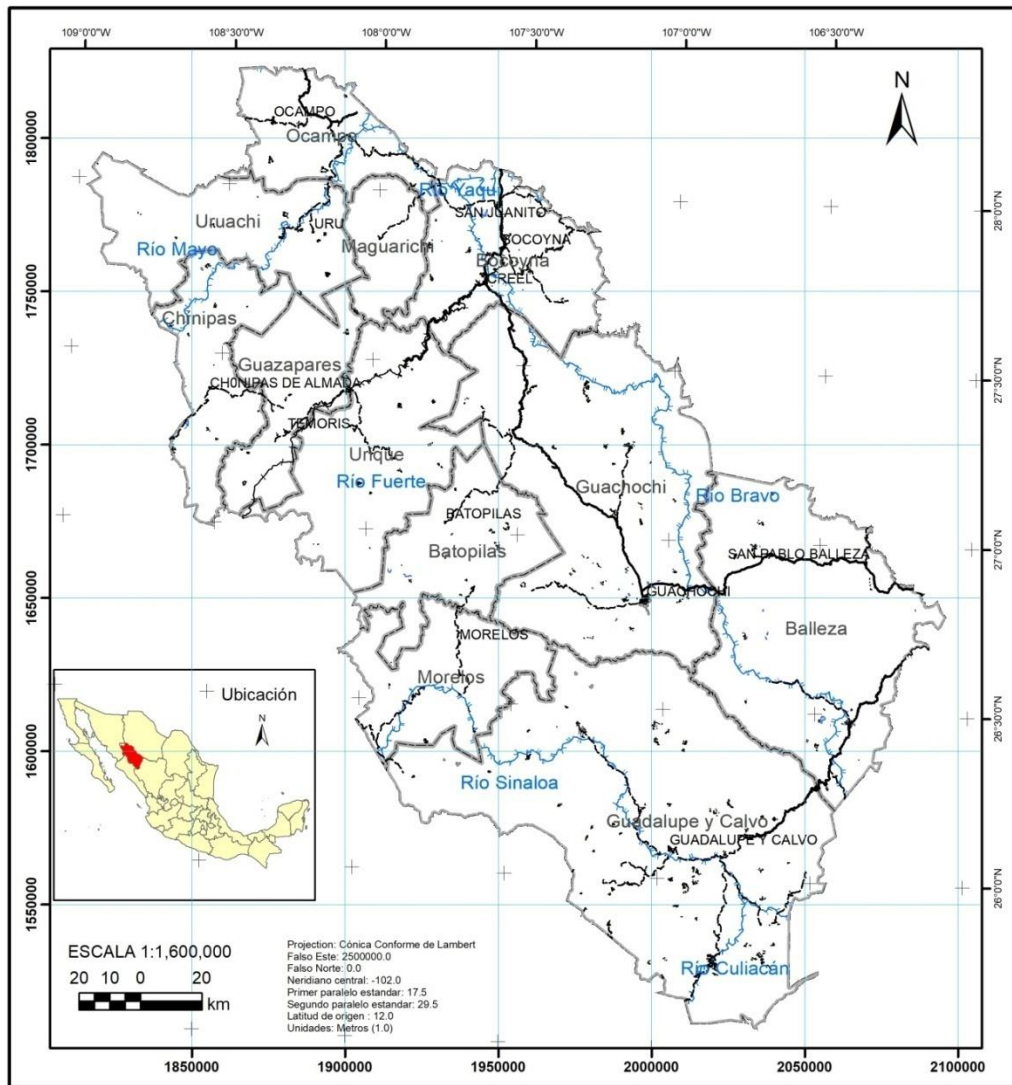 109°0'0"W 108°30'0"W 108°0'0"W 107°30'0"W 107°0'0"W 106°30'0"W
N
OCAMPO
Ocampo
1800000
Río Yaqui
28°0'0"N
Uruachi
SAN JUANITO
URU
Maguarichi
BOCOYNA
Río Mayo
Bocoyna
CREEL
1750000
Chinipas
Guazapares
27°30'0"N
CH0NIPAS DE ALMADA
TEMORIS
1700000
Unque
Río Fuerte
Guachochi
Río Bravo
BATOPILAS
Batopilas
SAN PABLO BALLEZA
27°0'0"N
GUACHOCHI
1650000
Balleza
MORELOS
Morelos
26°30'0"N
Ubicación
N
1600000
Río Sinaloa
Guadalupe y Calvo
GUADALUPE Y CALVO
26°0'0"N
1550000
ESCALA 1:1,600,000
20 10 0 20
km
Projection: Cónica Conforme de Lambert
Falso Este: 2500000.0
Falso Norte: 0.0
Neridiano central: -102.0
Primer paralelo estandar: 17.5
Segundo paralelo estandar: 29.5
Latitud de origen : 12.0
Unidades: Metros (1.0)
Río Culiacán
1850000 1900000 1950000 2000000 2050000 2100000